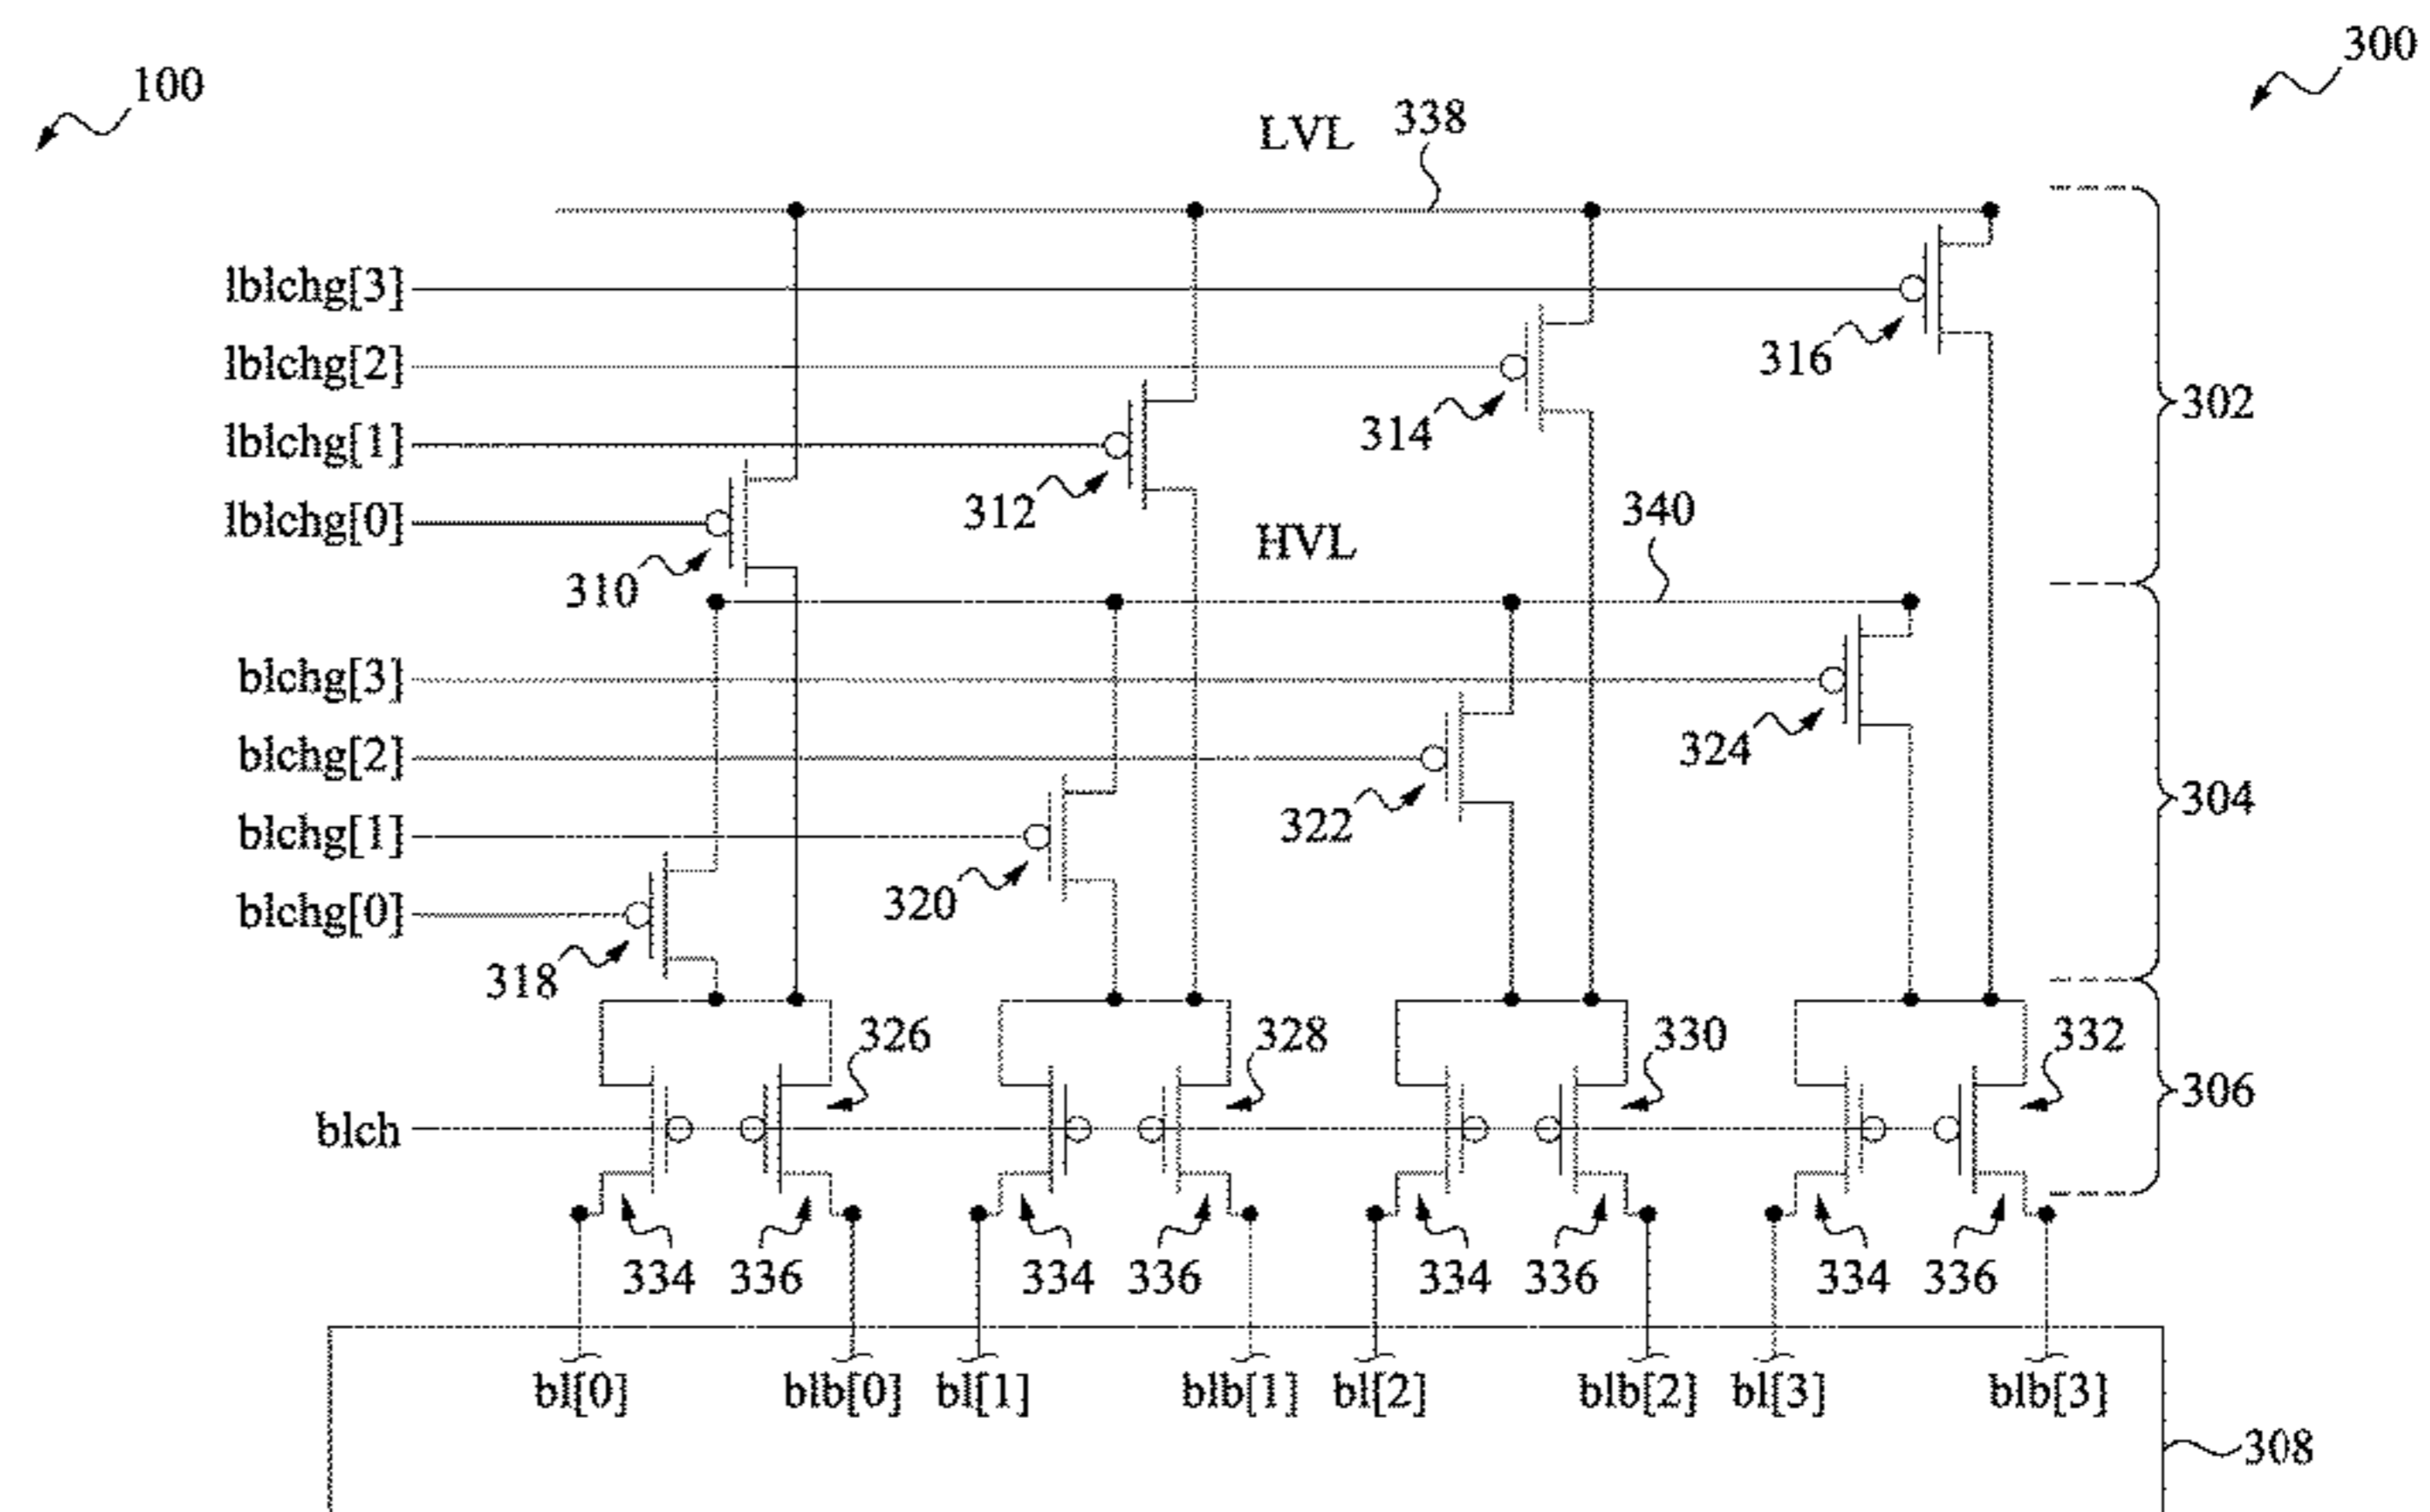 100
300
LVL 338
lblchg[3]
316
lblchg[2]
302
314
lblchg[1]
312
lblchg[0]
340
HVL
310
blchg[3]
324
blchg[2]
304
322
blchg[1]
320
blchg[0]
318
326 328 330 332
306
blch
334 336 334 336 334 336 334 336
bl[0] blb[0] bl[1] blb[1] bl[2] blb[2] bl[3] blb[3]
308